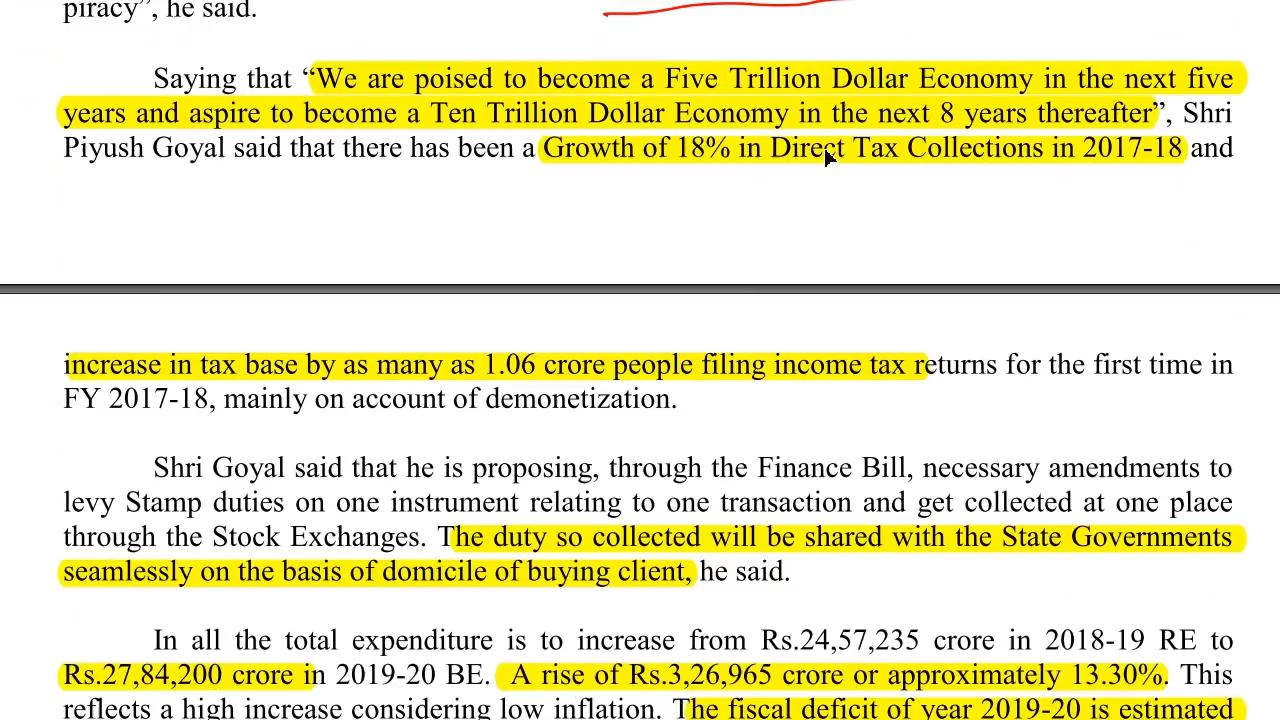 piracy”, he said.
Saying that “We are poised to become a Five Trillion Dollar Economy in the next five
years and aspire to become a Ten Trillion Dollar Economy in the next 8 years thereafter”, Shri
Piyush Goyal said that there has been a Growth of 18% in Direct Tax Collections in 2017-18 and
increase in tax base by as many as 1.06 crore people filing income tax returns for the first time in
FY 2017-18, mainly on account of demonetization.
Shri Goyal said that he is proposing, through the Finance Bill, necessary amendments to
levy Stamp duties on one instrument relating to one transaction and get collected at one place
through the Stock Exchanges. The duty so collected will be shared with the State Governments
seamlessly on the basis of domicile of buying client, he said.
In all the total expenditure is to increase from Rs.24,57,235 crore in 2018-19 RE to
Rs.27,84,200 crore in 2019-20 BE. A rise of Rs.3,26,965 crore or approximately 13.30%. This
reflects a high increase considering low inflation. The fiscal deficit of year 2019-20 is estimated